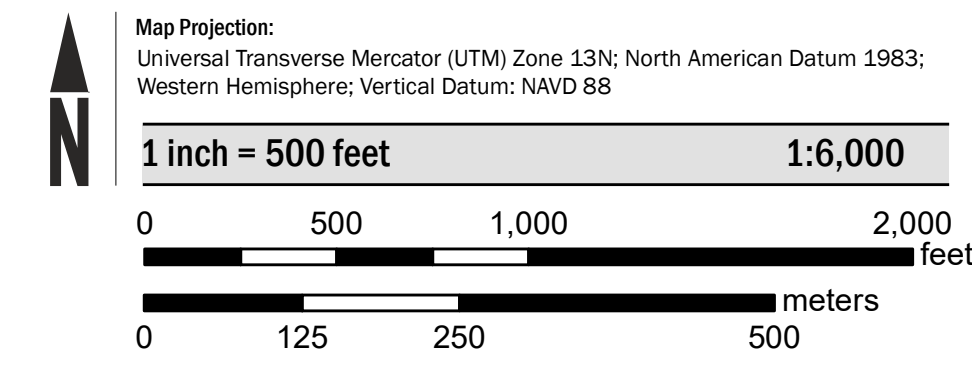 N
Map Projection:
Universal Transverse Mercator (UTM) Zone 13N; North American Datum 1983;
Western Hemisphere; Vertical Datum: NAVD 88
1 inch = 500 feet 1:6,000
0 500 1,000 2,000
feet
meters
0 125 250 500